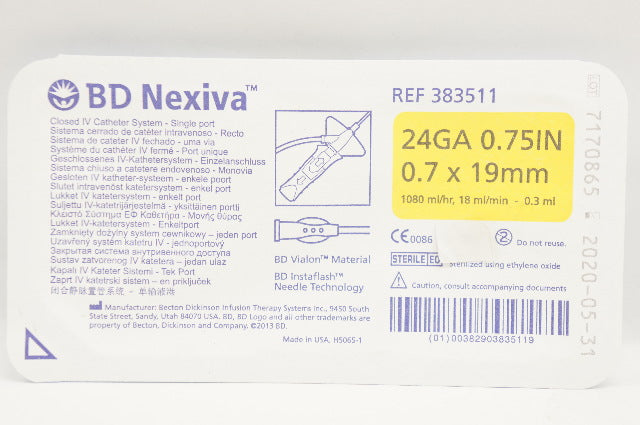 BD Nexiva™
Closed IV Catheter System - Single port
Sistema cerrado de catéter intravenoso - Recto
Sistema de cateter IV fechado - uma via
Système du cathéter IV fermé - Port unique
Geschlossenes IV-Kathetersystem - Einzelanschluss
Sistema chiuso a catetere endovenoso - Monovia
Gesloten IV katheter-systeem - enkele poort
Slutet intravenöst katetersystem - enkel port
Lukket IV katetersystem - enkel port
Suljettu IV-katetrijärjestelmä - yksittäinen portti
Κλειστό Σύστημα ΕΦ Καθετήρα - Μονής θύρας
Lukket IV-katetersystem - Enkeltport
Zamknięty dożylny system cewnikowy – jeden port
Uzavřený systém katetru IV - jednoportový
Закрытая система внутривенного доступа
Sustav zatvorenog IV katetera – jedan ulaz
Kapalı IV Kateter Sistemi - Tek Port
Zaprt IV katetrski sistem – en priključek
闭合静脉置管系统 - 单输液端
Manufacturer: Becton Dickinson Infusion Therapy Systems Inc., 9450 South
State Street, Sandy, Utah 84070 USA. BD, BD Logo and all other trademarks are
property of Becton, Dickinson and Company. ©2013 BD.
BD Vialon™ Material
BD Instaflash™
Needle Technology
Made in USA. H5065-1
REF 383511
24GA 0.75IN
0.7 x 19mm
1080 ml/hr, 18 ml/min - 0.3 ml
CE 0086
2 Do not reuse.
STERILE EO Sterilized using ethylene oxide
Caution, consult accompanying documents
(01)00382903835119
LOT 7170865 2020-05-31